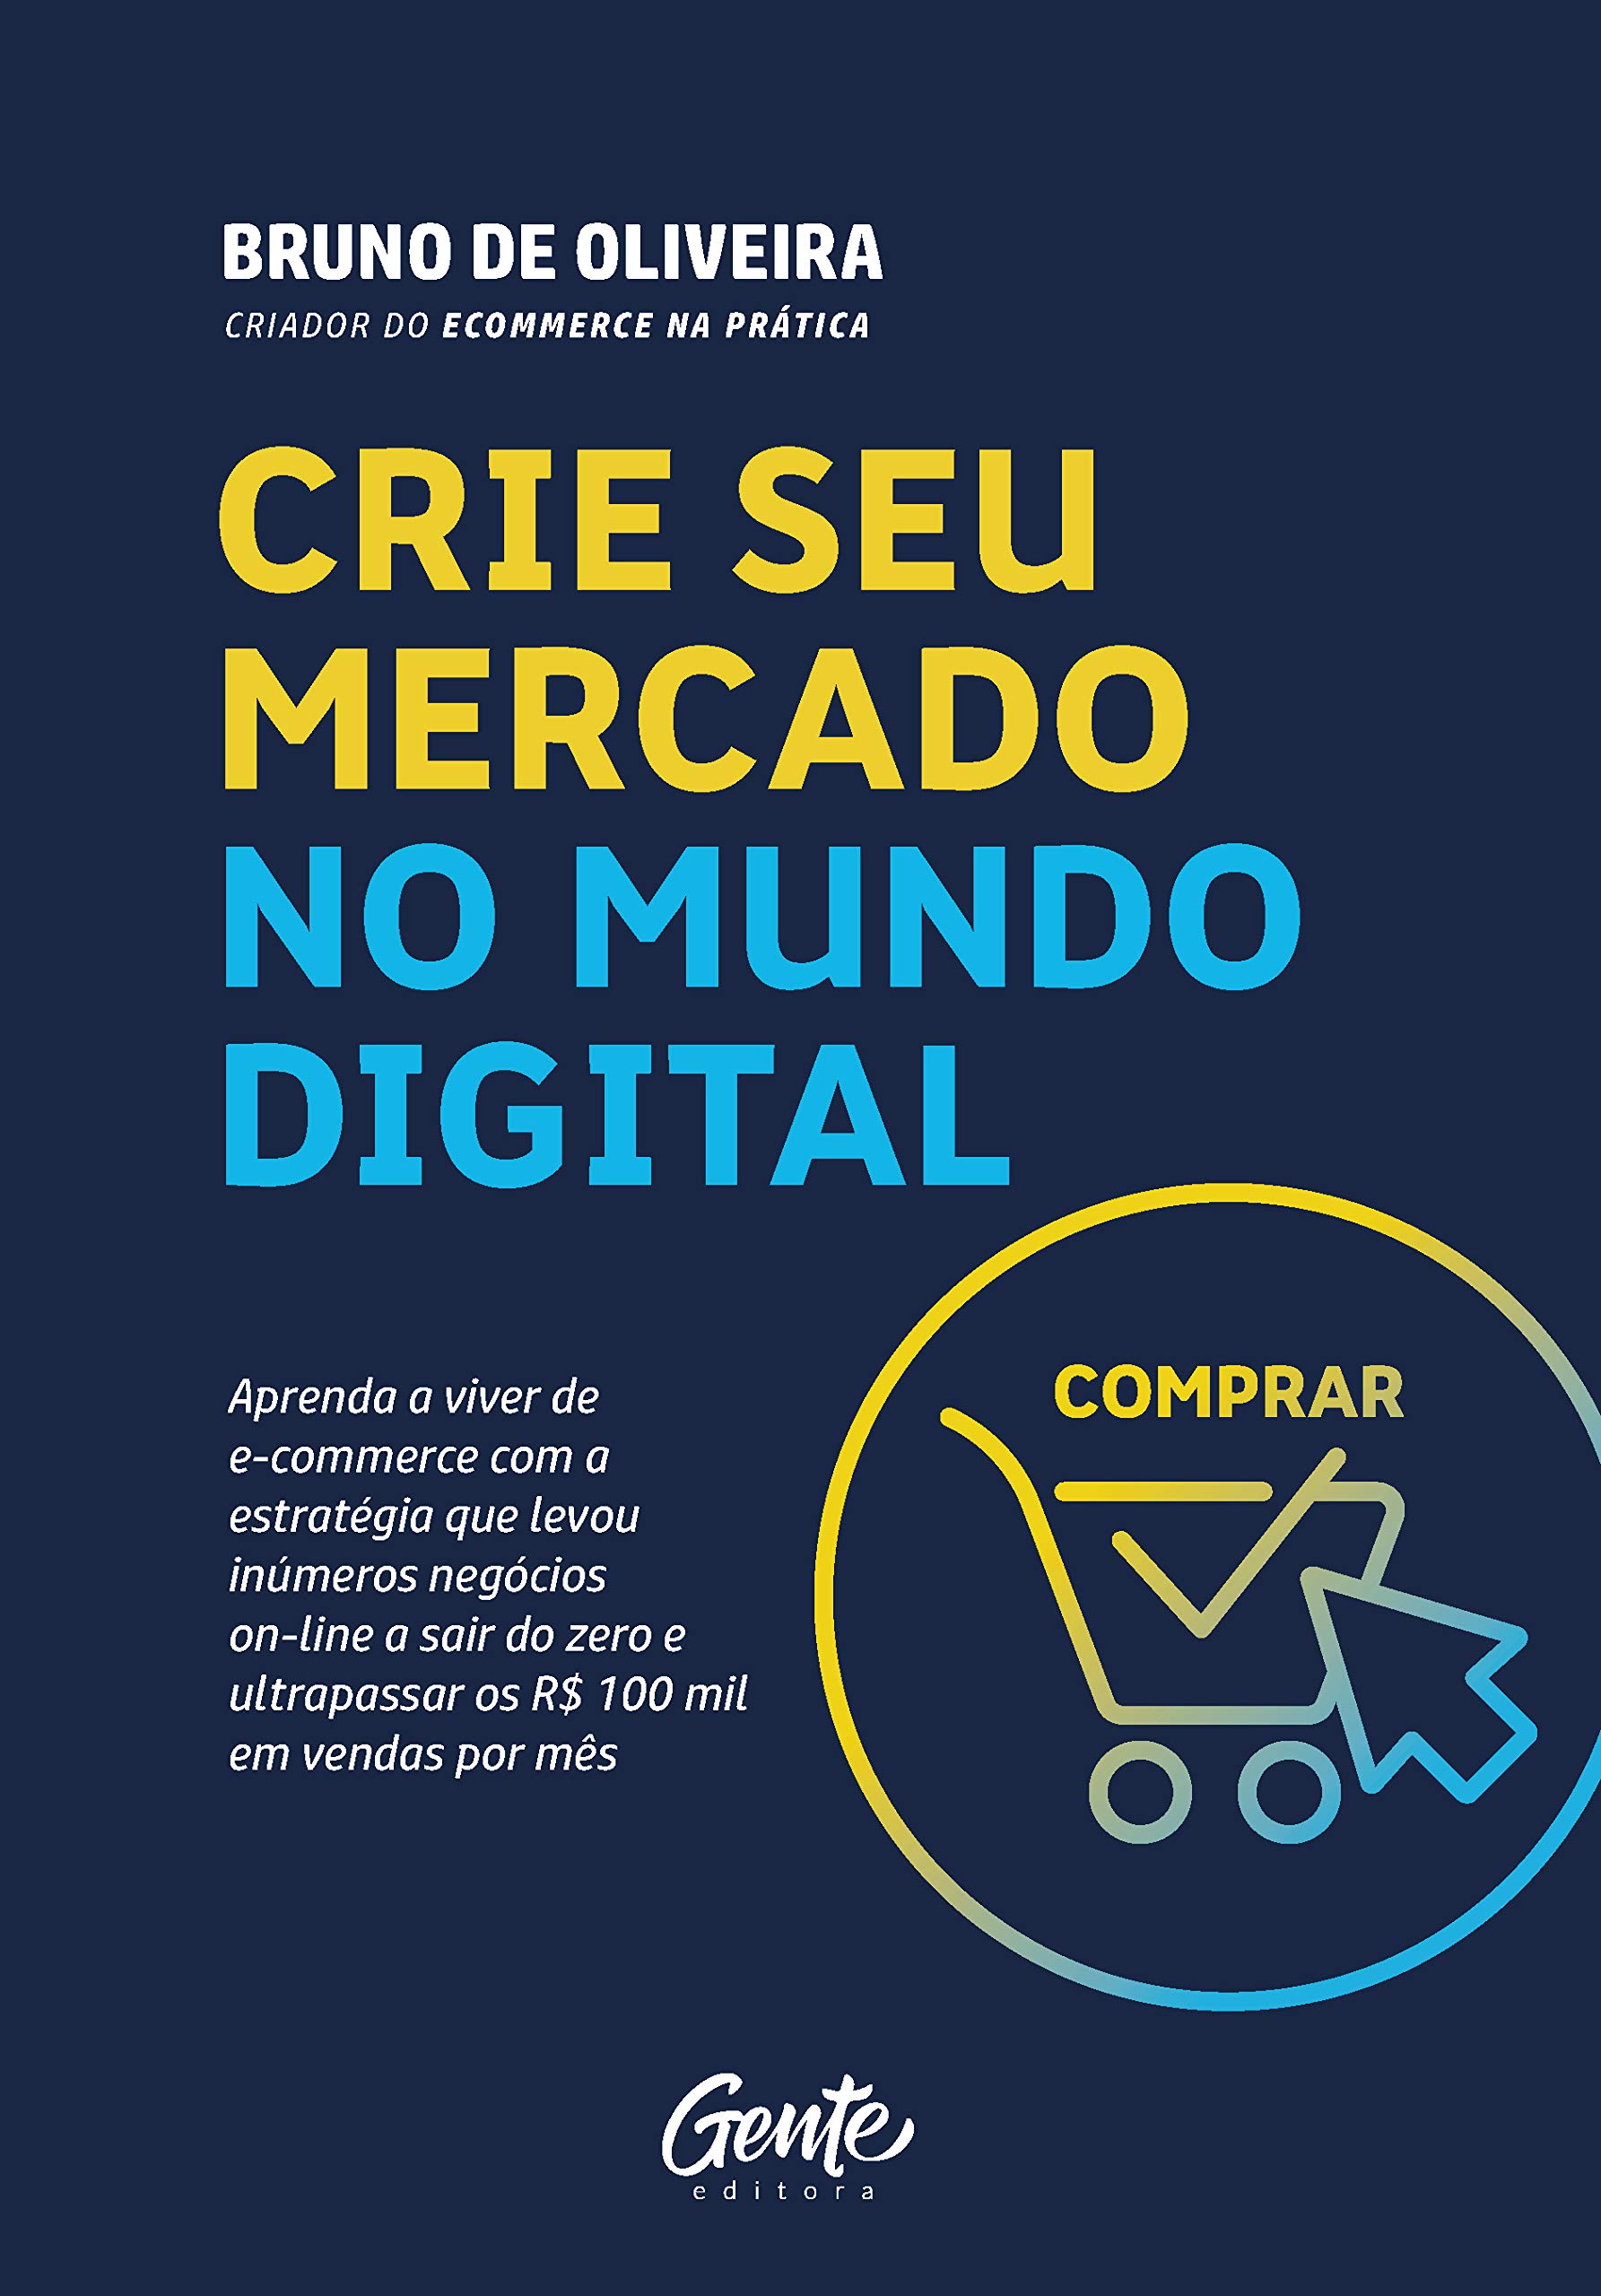 BRUNO DE OLIVEIRA
CRIADOR DO ECOMMERCE NA PRÁTICA
CRIE SEU
MERCADO
NO MUNDO
DIGITAL
Aprenda a viver de
e-commerce com a
estratégia que levou
inúmeros negócios
on-line a sair do zero e
ultrapassar os R$ 100 mil
em vendas por mês
COMPRAR
Gente
editora